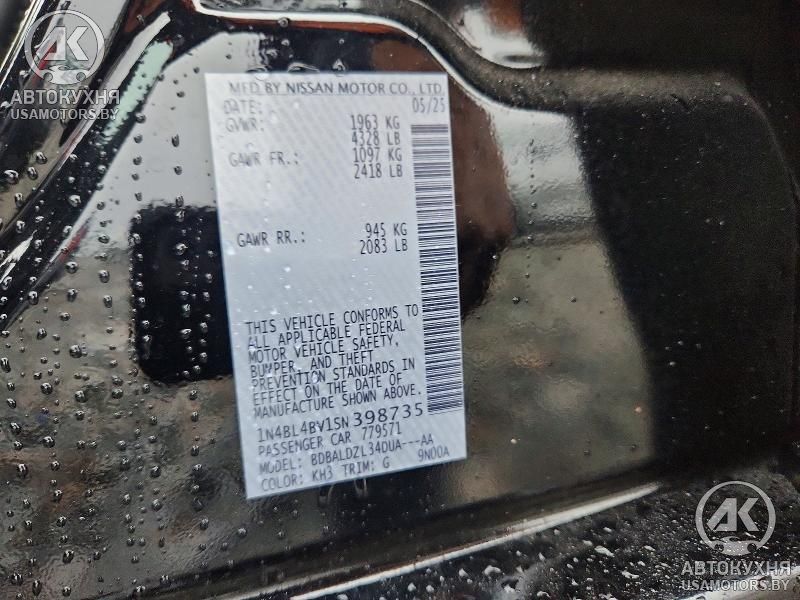 АК
АВТОКУХНЯ
USAMOTORS.BY
MFD BY NISSAN MOTOR CO., LTD.
DATE: 05/25
GVWR: 1963 KG
4328 LB
GAWR FR.: 1097 KG
2418 LB
GAWR RR.: 945 KG
2083 LB
THIS VEHICLE CONFORMS TO
ALL APPLICABLE FEDERAL
MOTOR VEHICLE SAFETY,
BUMPER, AND THEFT
PREVENTION STANDARDS IN
EFFECT ON THE DATE OF
MANUFACTURE SHOWN ABOVE.
1N4BL4BV1SN398735
PASSENGER CAR 779571
MODEL: BDBALDZL34DUA---AA
COLOR: KH3 TRIM: G 9N00A
АК
АВТОКУХНЯ
USAMOTORS.BY